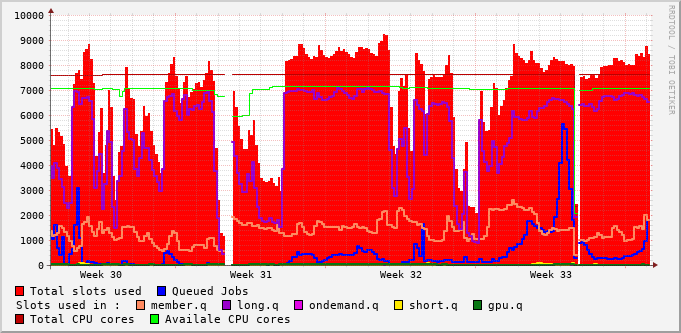 10000
9000
8000
7000
6000
5000
4000
3000
2000
1000
0
Week 30 Week 31 Week 32 Week 33
RRDTOOL / TOBI OETIKER
Total slots used Queued Jobs
Slots used in : member.q long.q ondemand.q short.q gpu.q
Total CPU cores Availale CPU cores